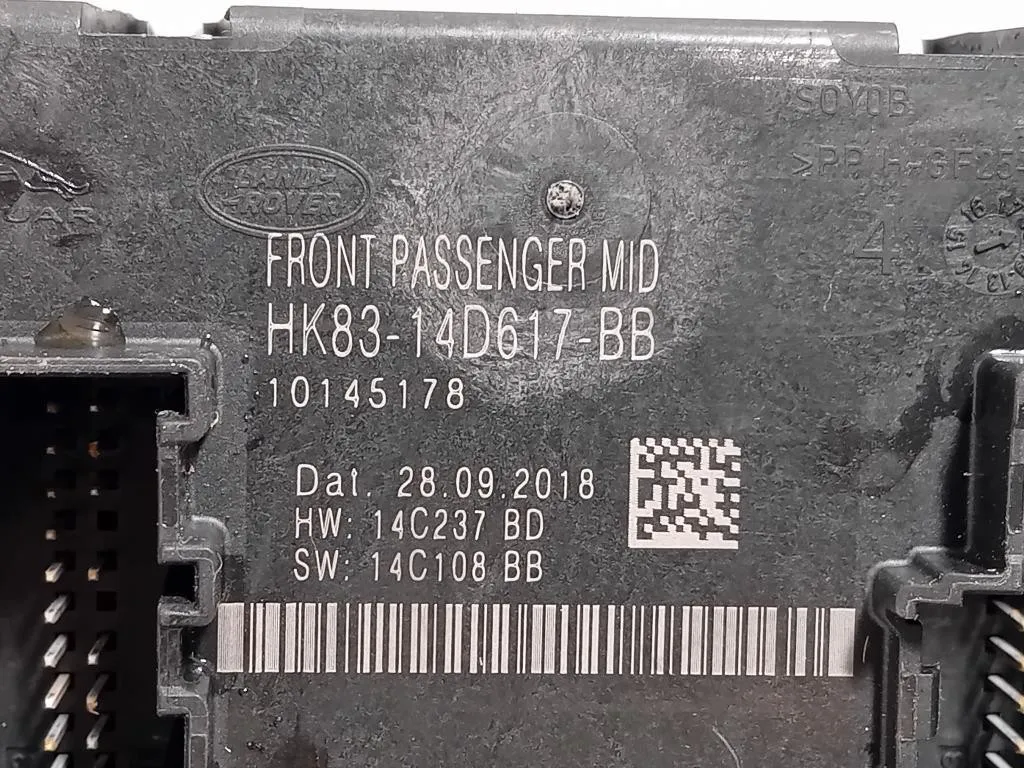 SOYOB
LAND
ROVER
UAR
4
FRONT PASSENGER MID
HK83-14D617-BB
10145178
Dat. 28.09.2018
HW: 14C237 BD
SW: 14C108 BB